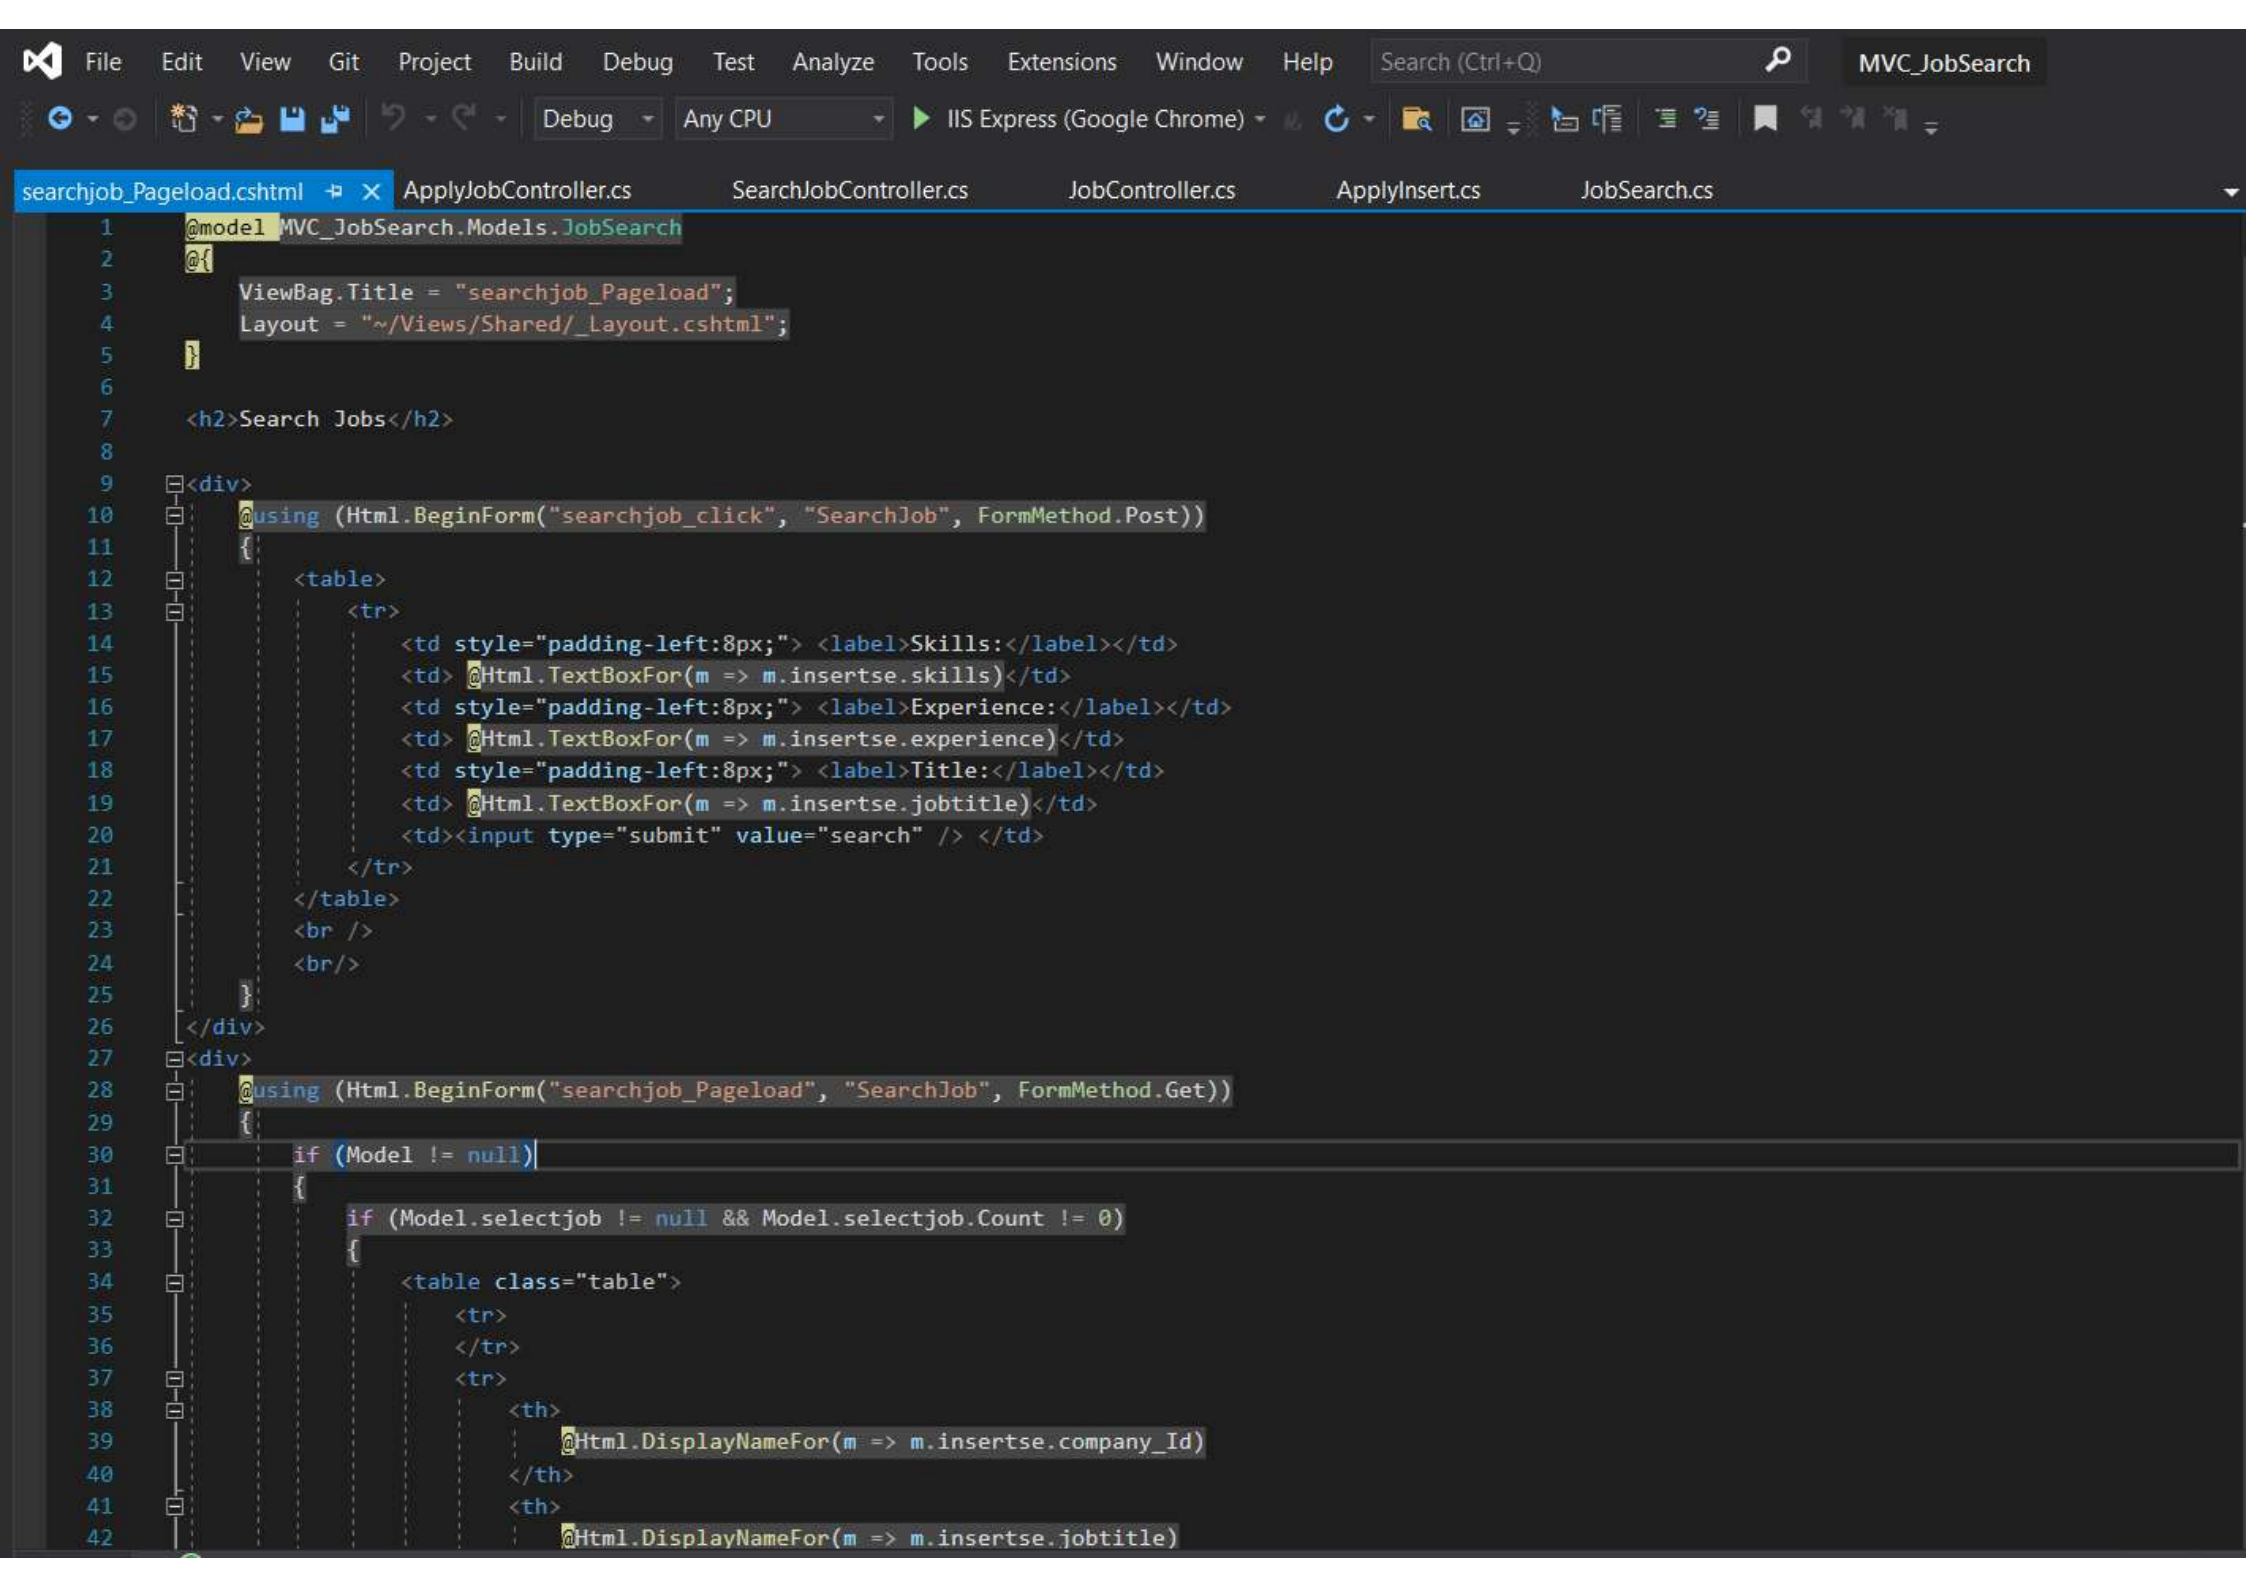 File Edit View Git Project Build Debug Test Analyze Tools Extensions Window Help Search (Ctrl+Q) MVC_JobSearch
Debug Any CPU IIS Express (Google Chrome)
searchjob_Pageload.cshtml ApplyJobController.cs SearchJobController.cs JobController.cs ApplyInsert.cs JobSearch.cs
1 @model MVC_JobSearch.Models.JobSearch
2 @{
3 ViewBag.Title = "searchjob_Pageload";
4 Layout = "~/Views/Shared/_Layout.cshtml";
5 }
6
7 <h2>Search Jobs</h2>
8
9 <div>
10 @using (Html.BeginForm("searchjob_click", "SearchJob", FormMethod.Post))
11 {
12 <table>
13 <tr>
14 <td style="padding-left:8px;"> <label>Skills:</label></td>
15 <td> @Html.TextBoxFor(m => m.insertse.skills)</td>
16 <td style="padding-left:8px;"> <label>Experience:</label></td>
17 <td> @Html.TextBoxFor(m => m.insertse.experience)</td>
18 <td style="padding-left:8px;"> <label>Title:</label></td>
19 <td> @Html.TextBoxFor(m => m.insertse.jobtitle)</td>
20 <td><input type="submit" value="search" /> </td>
21 </tr>
22 </table>
23 <br />
24 <br/>
25 }
26 </div>
27 <div>
28 @using (Html.BeginForm("searchjob_Pageload", "SearchJob", FormMethod.Get))
29 {
30 if (Model != null)
31 {
32 if (Model.selectjob != null && Model.selectjob.Count != 0)
33 {
34 <table class="table">
35 <tr>
36 </tr>
37 <tr>
38 <th>
39 @Html.DisplayNameFor(m => m.insertse.company_Id)
40 </th>
41 <th>
42 @Html.DisplayNameFor(m => m.insertse.jobtitle)